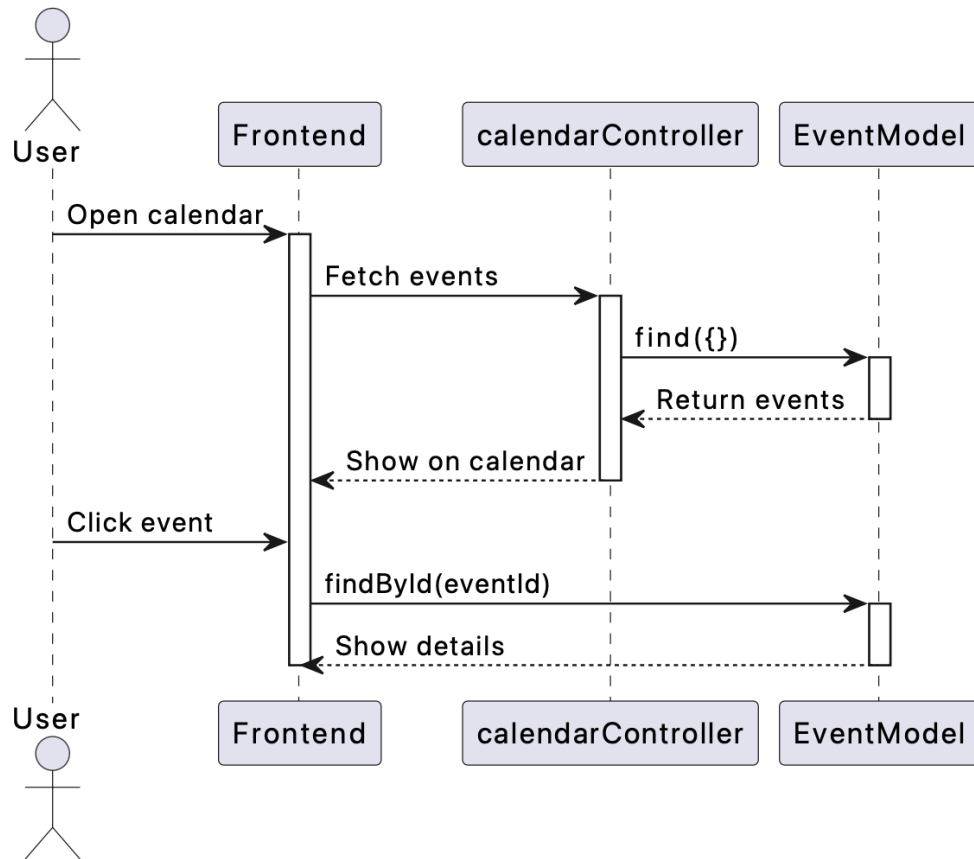 User
Frontend
calendarController
EventModel
Open calendar
Fetch events
find({})
Return events
Show on calendar
Click event
findById(eventId)
Show details
User
Frontend
calendarController
EventModel